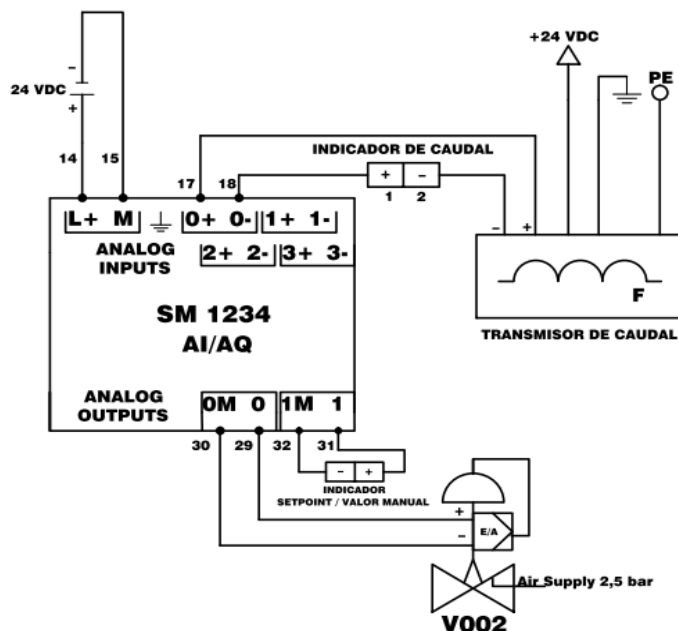 +24 VDC
PE
–
24 VDC
+
14
15
17
18
INDICADOR DE CAUDAL
+ –
1 2
– +
L+ M
0+ 0-
1+ 1-
ANALOG
INPUTS
2+ 2-
3+ 3-
F
TRANSMISOR DE CAUDAL
SM 1234
AI/AQ
ANALOG
OUTPUTS
0M 0
1M 1
30
29
32
31
– +
INDICADOR
SETPOINT / VALOR MANUAL
+
–
E/A
Air Supply 2,5 bar
V002